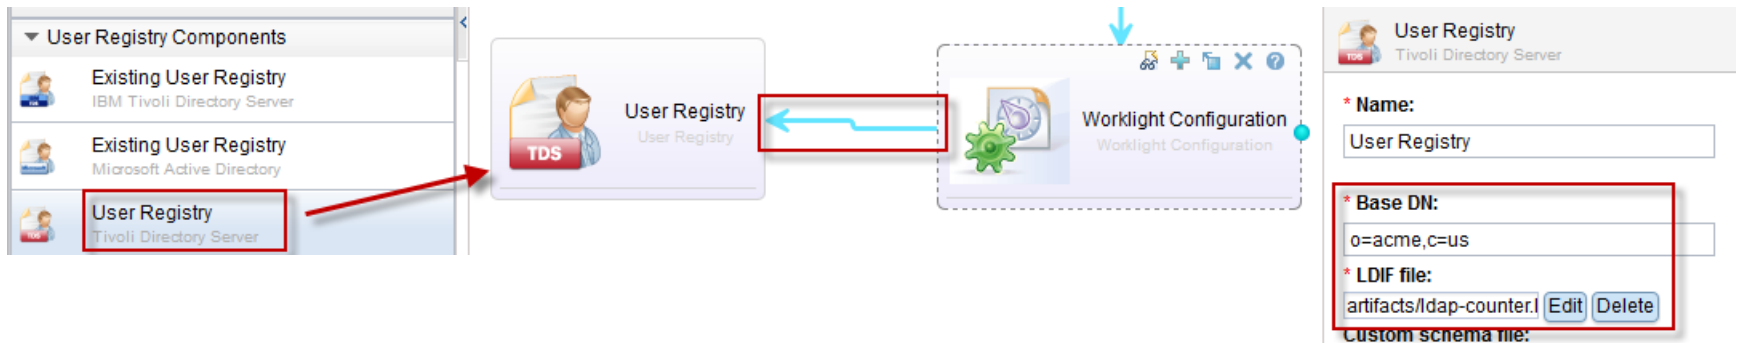 User Registry Components
Existing User Registry
IBM Tivoli Directory Server
Existing User Registry
Microsoft Active Directory
User Registry
Tivoli Directory Server
TDS
User Registry
User Registry
Worklight Configuration
Worklight Configuration
TDS
User Registry
Tivoli Directory Server
* Name:
User Registry
* Base DN:
o=acme,c=us
* LDIF file:
artifacts/ldap-counter.l Edit Delete
Custom schema file: